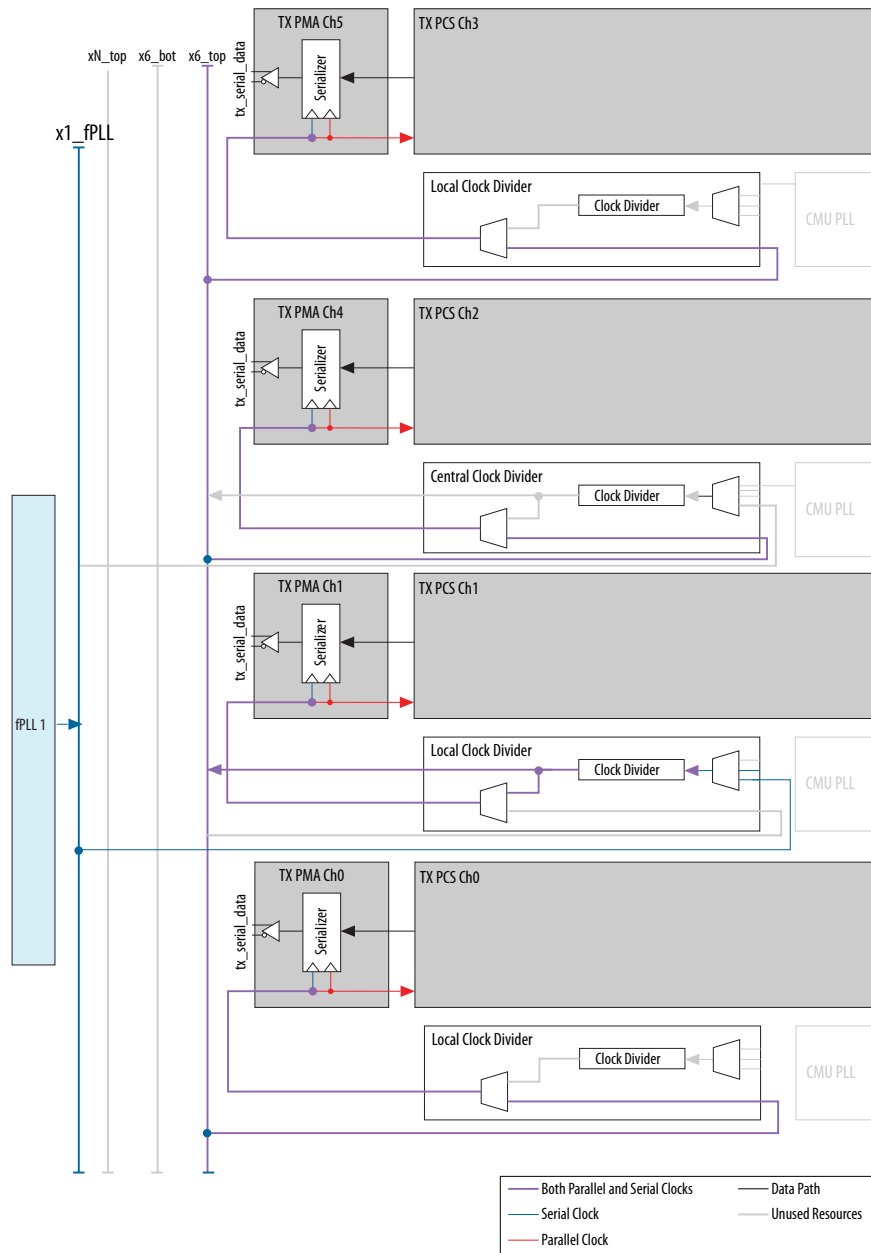 xN_top
x6_bot
x6_top
x1_fPLL
fPLL 1
TX PMA Ch5
TX PCS Ch3
tx_serial_data
Serializer
Local Clock Divider
Clock Divider
CMU PLL
TX PMA Ch4
TX PCS Ch2
tx_serial_data
Serializer
Central Clock Divider
Clock Divider
CMU PLL
TX PMA Ch1
TX PCS Ch1
tx_serial_data
Serializer
Local Clock Divider
Clock Divider
CMU PLL
TX PMA Ch0
TX PCS Ch0
tx_serial_data
Serializer
Local Clock Divider
Clock Divider
CMU PLL
Both Parallel and Serial Clocks
Data Path
Serial Clock
Unused Resources
Parallel Clock